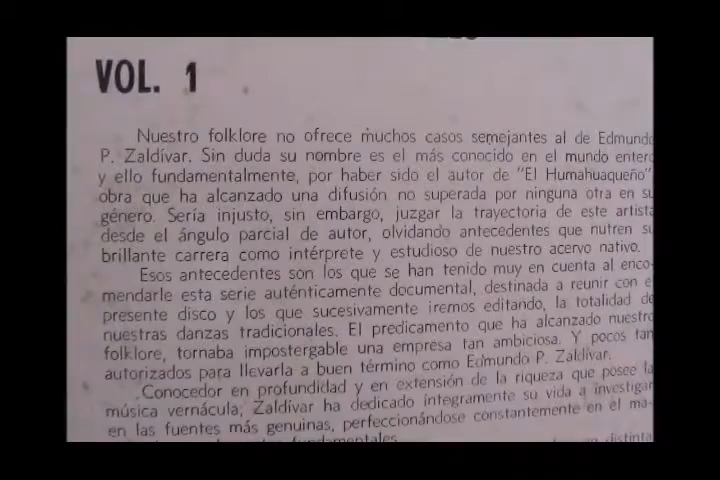 VOL. 1
Nuestro folklore no ofrece muchos casos semejantes al de Edmundo
P. Zaldívar. Sin duda su nombre es el más conocido en el mundo entero
y ello fundamentalmente, por haber sido el autor de "El Humahuaqueño"
obra que ha alcanzado una difusión no superada por ninguna otra en su
género. Sería injusto, sin embargo, juzgar la trayectoria de este artista
desde el ángulo parcial de autor, olvidando antecedentes que nutren su
brillante carrera como intérprete y estudioso de nuestro acervo nativo.
Esos antecedentes son los que se han tenido muy en cuenta al enco-
mendarle esta serie auténticamente documental, destinada a reunir con e
presente disco y los que sucesivamente iremos editando, la totalidad de
nuestras danzas tradicionales. El predicamento que ha alcanzado nuestro
folklore, tornaba impostergable una empresa tan ambiciosa. Y pocos tan
autorizados para llevarla a buen término como Edmundo P. Zaldívar.
Conocedor en profundidad y en extensión de la riqueza que posee la
música vernácula, Zaldívar ha dedicado íntegramente su vida a investigar
en las fuentes más genuinas, perfeccionándose constantemente en el ma-